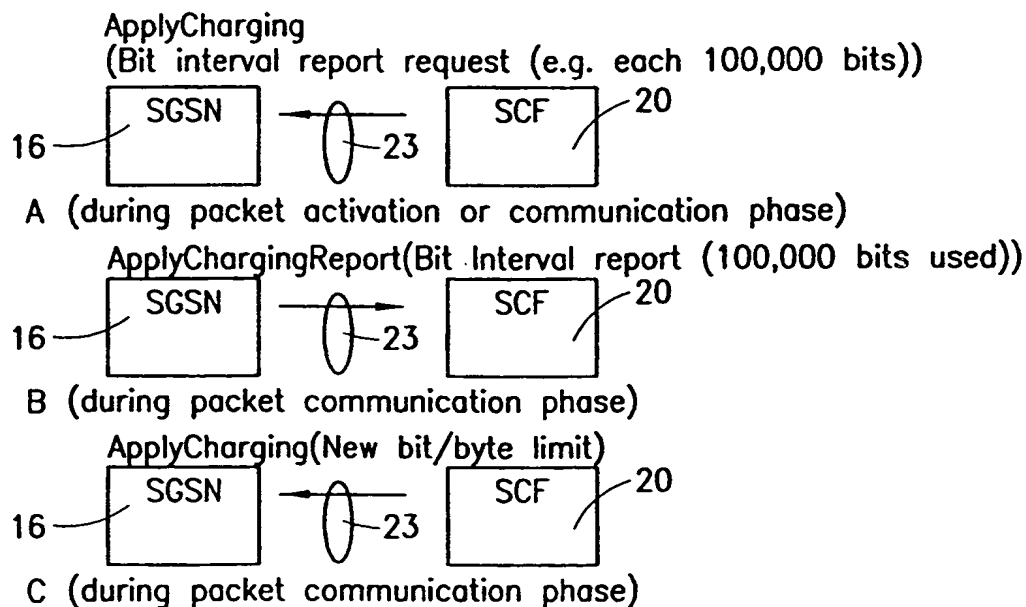 ApplyCharging
(Bit interval report request (e.g. each 100,000 bits))
SGSN SCF 20
16 23
A (during packet activation or communication phase)
ApplyChargingReport(Bit Interval report (100,000 bits used))
SGSN SCF 20
16 23
B (during packet communication phase)
ApplyCharging(New bit/byte limit)
SGSN SCF 20
16 23
C (during packet communication phase)